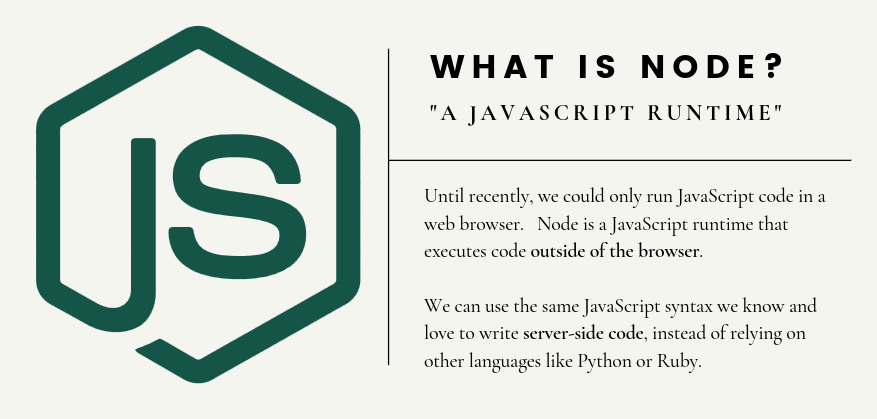 JS
WHAT IS NODE?
"A JAVASCRIPT RUNTIME"
Until recently, we could only run JavaScript code in a
web browser. Node is a JavaScript runtime that
executes code outside of the browser.
We can use the same JavaScript syntax we know and
love to write server-side code, instead of relying on
other languages like Python or Ruby.